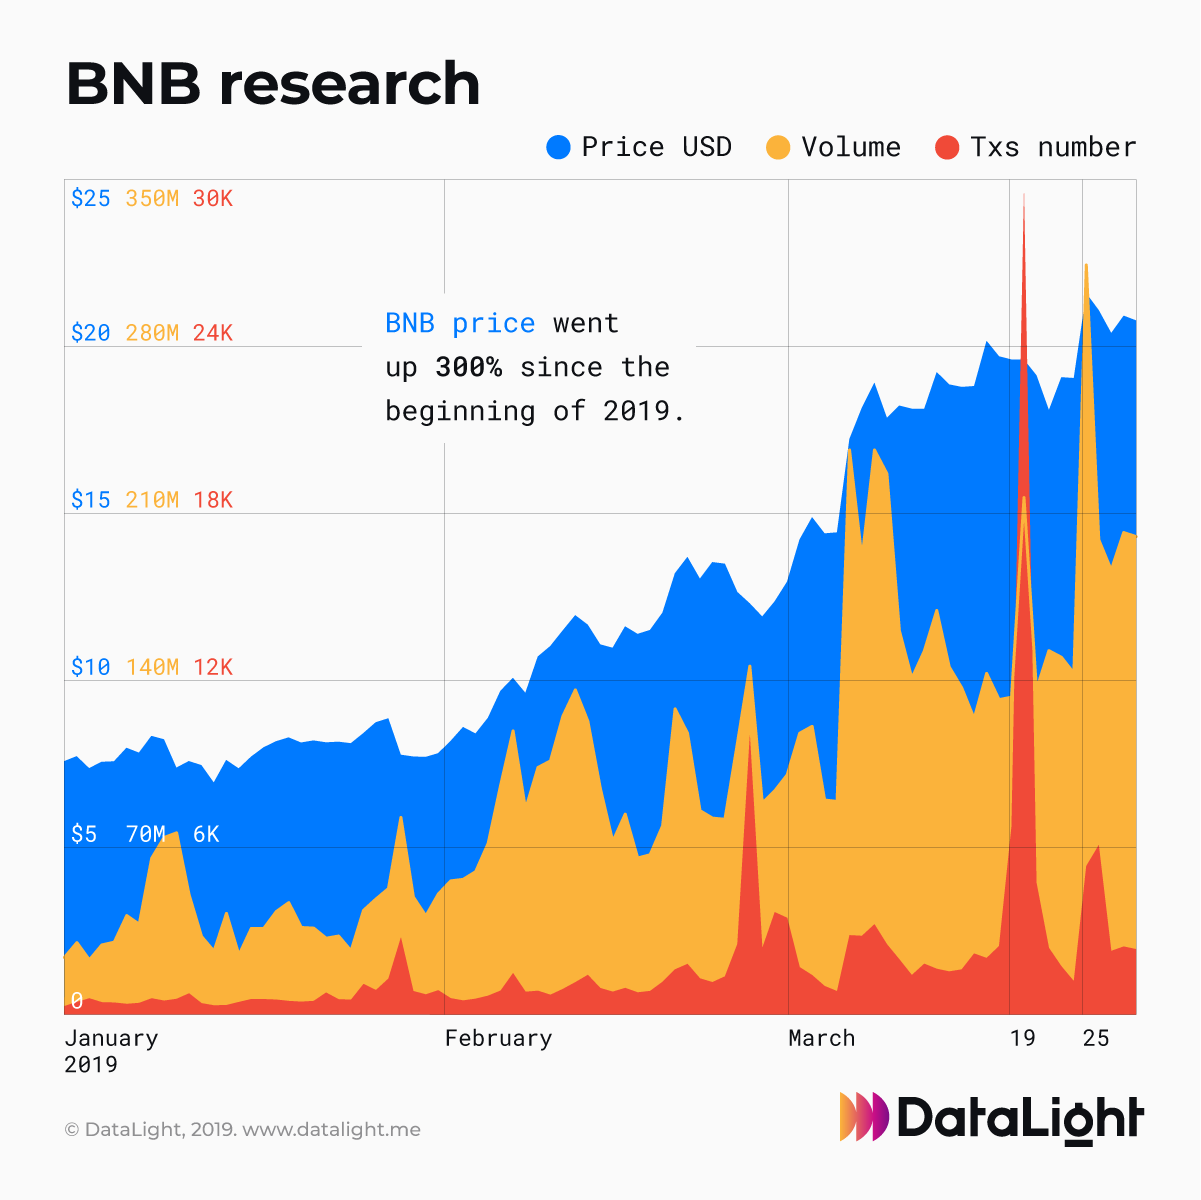 BNB research
Price USD Volume Txs number
$25 350M 30K
$20 280M 24K
BNB price went
up 300% since the
beginning of 2019.
$15 210M 18K
$10 140M 12K
$5 70M 6K
0
January February March 19 25
2019
© DataLight, 2019. www.datalight.me
DataLight